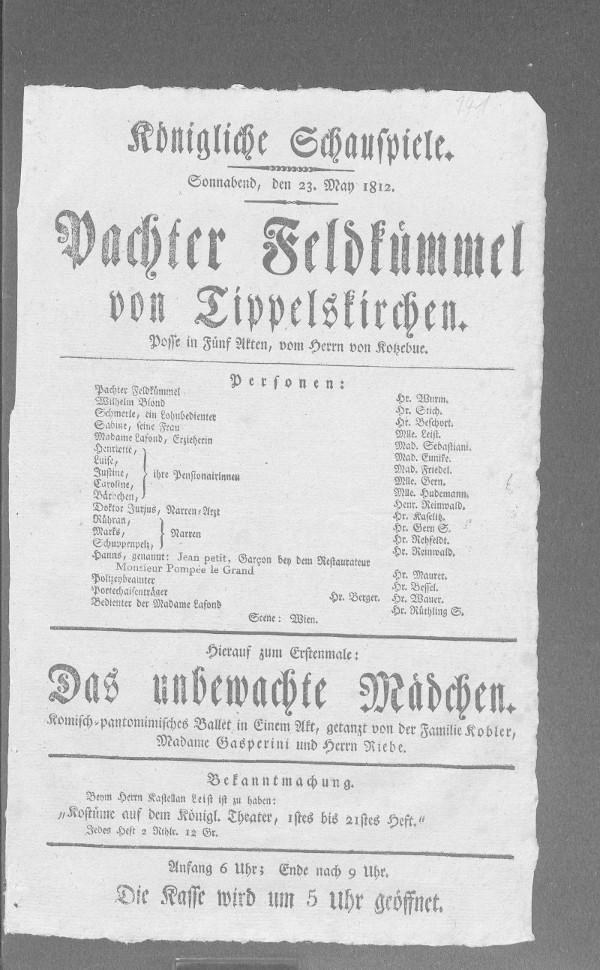 141
Königliche Schauspiele.
Sonnabend, den 23. May 1812.
Pachter Feldkümmel
von Tippelskirchen.
Posse in Fünf Akten, vom Herrn von Kotzebue.
Personen:
Pachter Feldkümmel Hr. Wurm.
Wilhelm Blond Hr. Stich.
Schmerle, ein Lohnbedienter Hr. Beschort.
Sabine, seine Frau Mlle. Leist.
Madame Lafond, Erzieherin Mad. Sebastiani.
Henriette, Mad. Eunike.
Luise, Mad. Friedel.
Justine, ihre Pensionairinnen Mlle. Gern.
Caroline, Mlle. Hudemann.
Bärbchen, Henr. Reinwald.
Doktor Jurjus, Narren-Arzt Hr. Kaselitz.
Rühran, Hr. Gern S.
Marks, Narren Hr. Rehfeldt.
Schuppenpelz, Hr. Reinwald.
Hanns, genannt: Jean petit, Garçon bey dem Restaurateur
Monsieur Pompée le Grand Hr. Maurer.
Polizeybeamter Hr. Bessel.
Portechaisenträger Hr. Berger. Hr. Wauer.
Bedienter der Madame Lafond Hr. Rüthling S.
Scene: Wien.
Hierauf zum Erstenmale:
Das unbewachte Mädchen.
Komisch-pantomimisches Ballet in Einem Akt, getanzt von der Familie Kobler,
Madame Gasperini und Herrn Riebe.
Bekanntmachung.
Beym Herrn Kastellan Leist ist zu haben:
„Kostüme auf dem Königl. Theater, 1stes bis 21stes Heft.“
Jedes Heft 2 Rthlr. 12 Gr.
Anfang 6 Uhr; Ende nach 9 Uhr.
Die Kasse wird um 5 Uhr geöffnet.